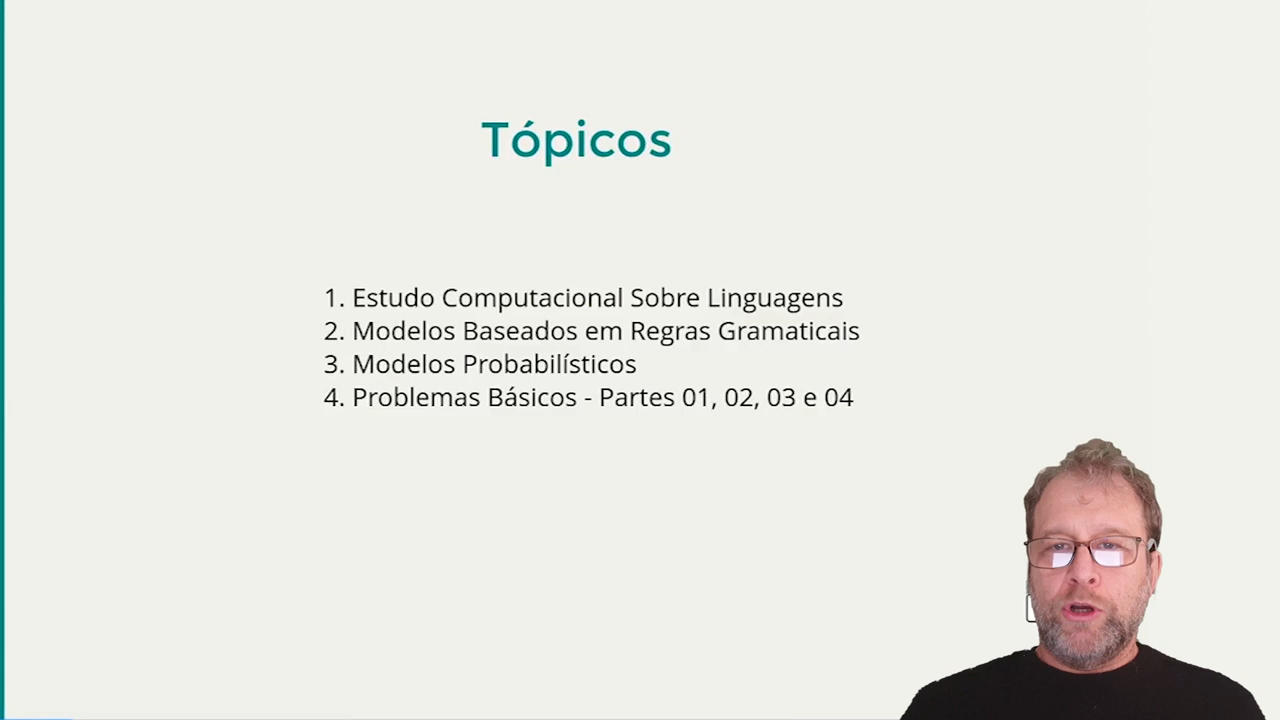 Tópicos
1. Estudo Computacional Sobre Linguagens
2. Modelos Baseados em Regras Gramaticais
3. Modelos Probabilísticos
4. Problemas Básicos - Partes 01, 02, 03 e 04